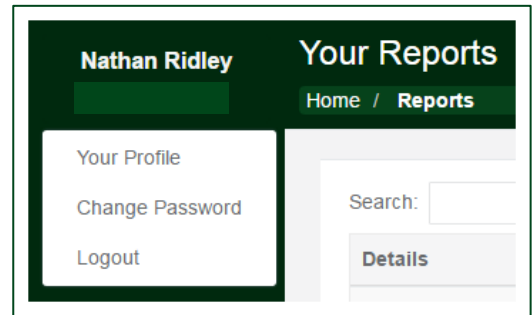 Nathan Ridley
Your Profile
Change Password
Logout
Your Reports
Home / Reports
Search:
Details